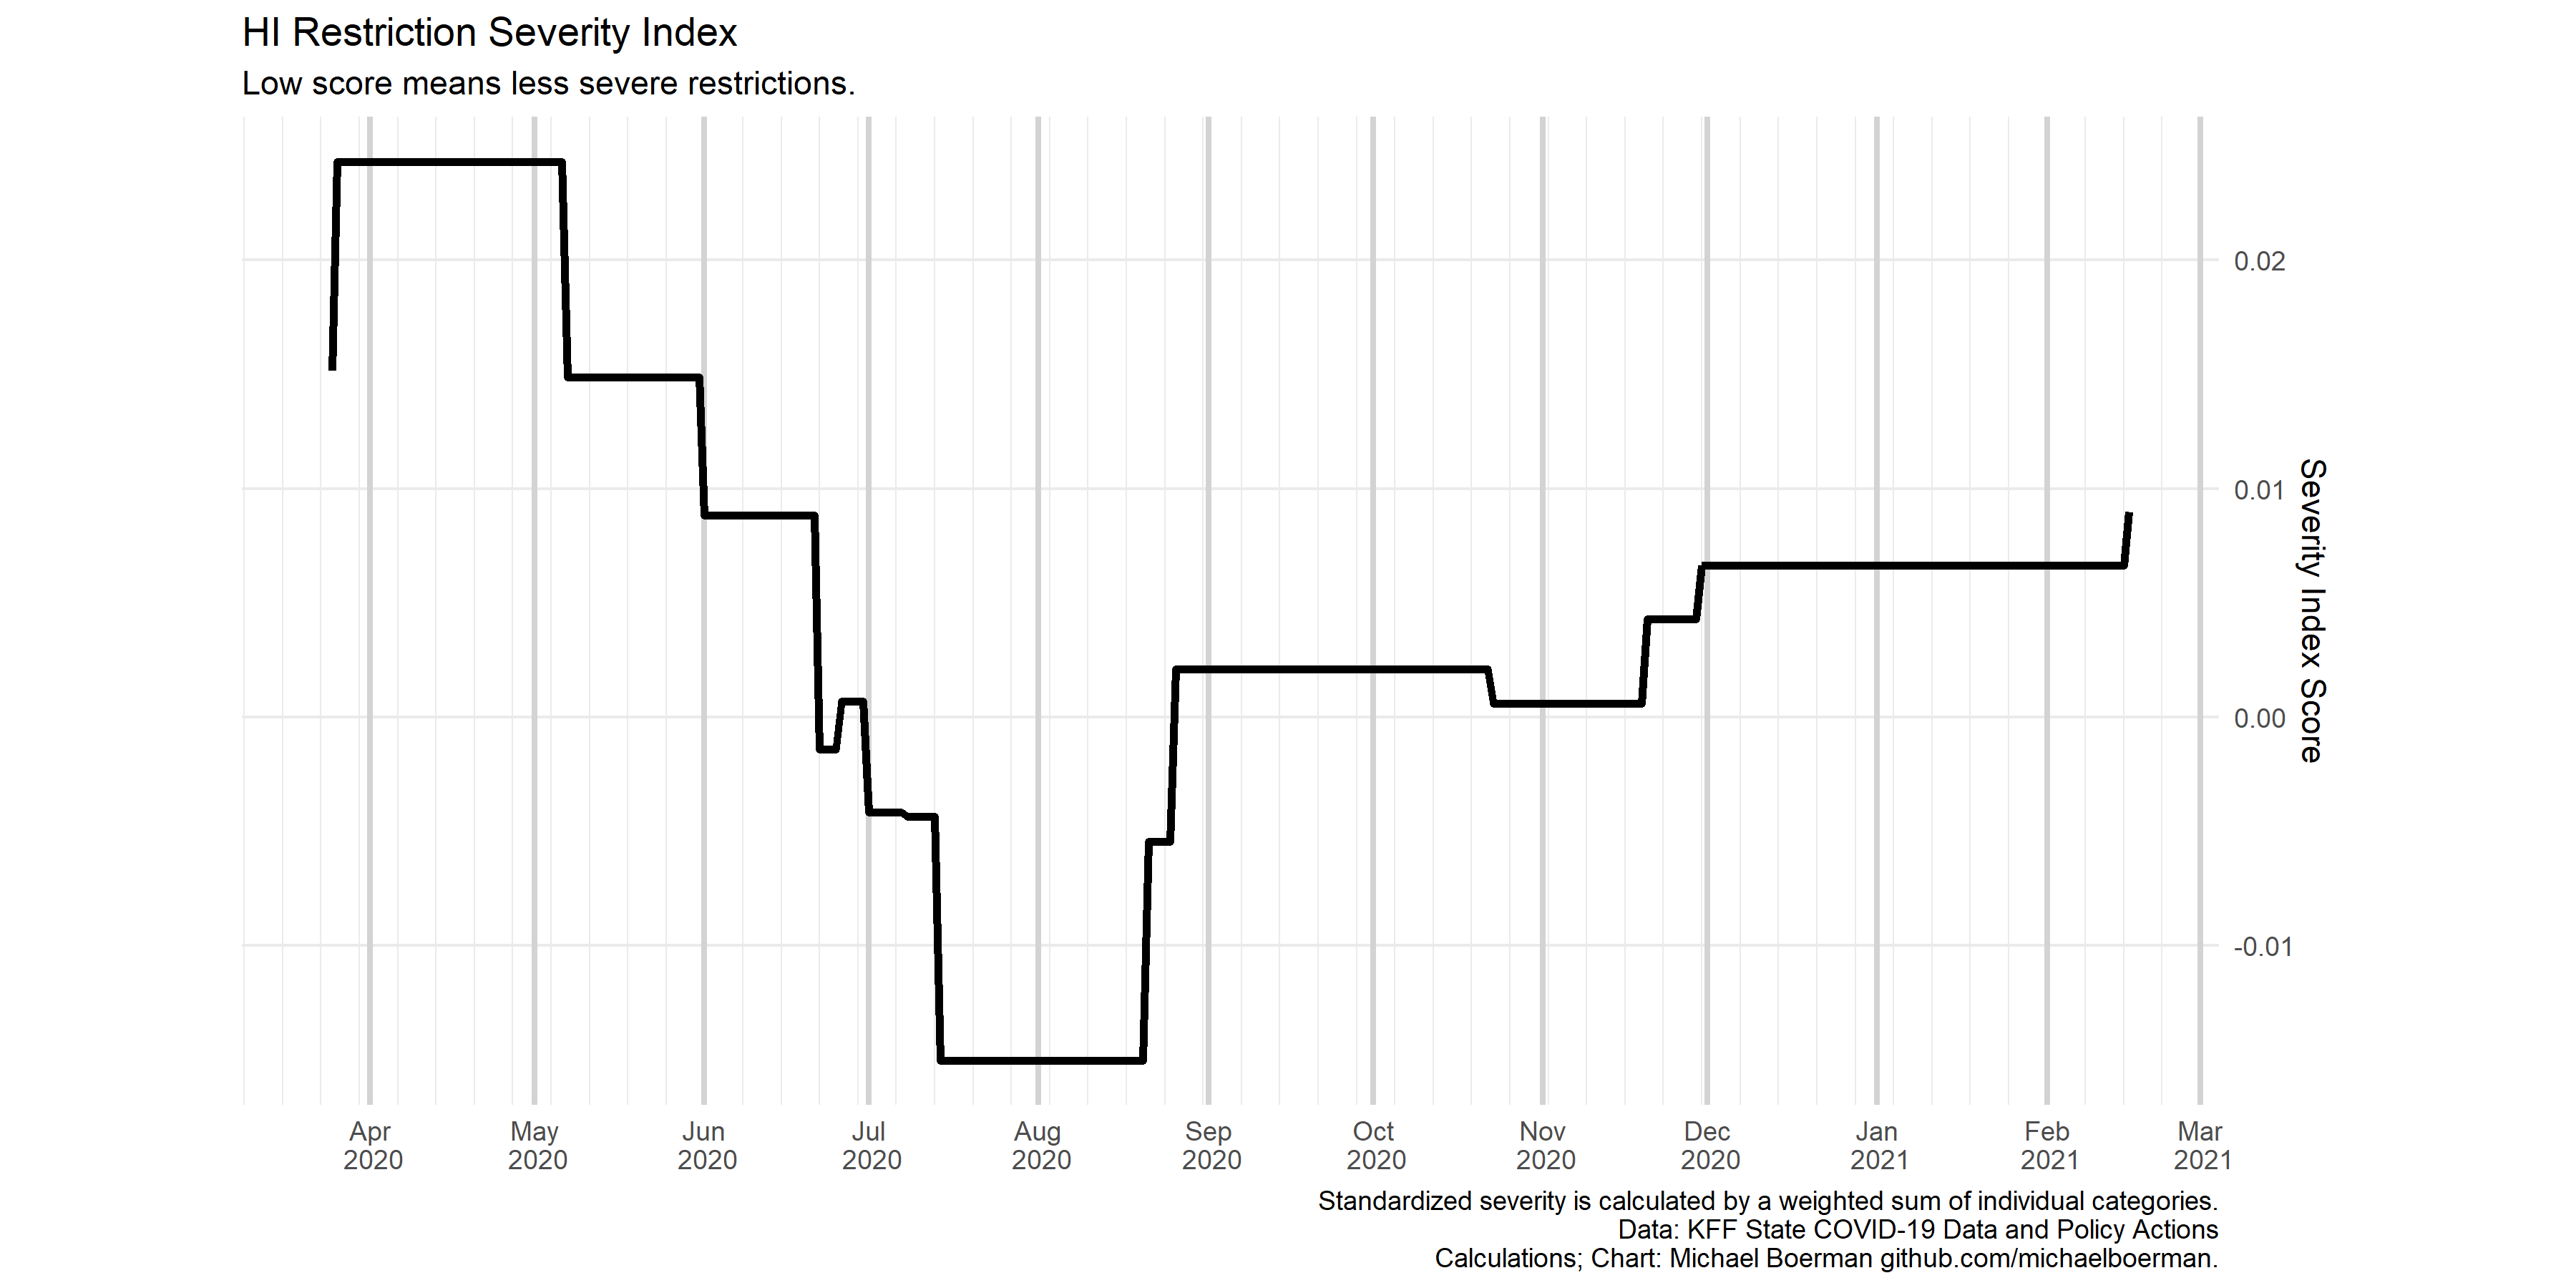 HI Restriction Severity Index
Low score means less severe restrictions.
0.02
0.01
0.00
-0.01
Severity Index Score
Apr 2020
May 2020
Jun 2020
Jul 2020
Aug 2020
Sep 2020
Oct 2020
Nov 2020
Dec 2020
Jan 2021
Feb 2021
Mar 2021
Standardized severity is calculated by a weighted sum of individual categories.
Data: KFF State COVID-19 Data and Policy Actions
Calculations; Chart: Michael Boerman github.com/michaelboerman.